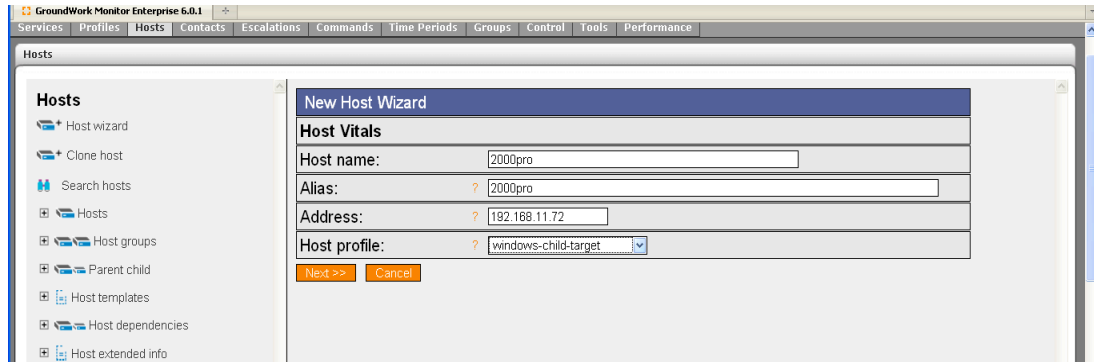 GroundWork Monitor Enterprise 6.0.1
Services Profiles Hosts Contacts Escalations Commands Time Periods Groups Control Tools Performance
Hosts
Hosts
Host wizard
Clone host
Search hosts
Hosts
Host groups
Parent child
Host templates
Host dependencies
Host extended info
New Host Wizard
Host Vitals
Host name: 2000pro
Alias: ? 2000pro
Address: ? 192.168.11.72
Host profile: ? windows-child-target
Next >> Cancel